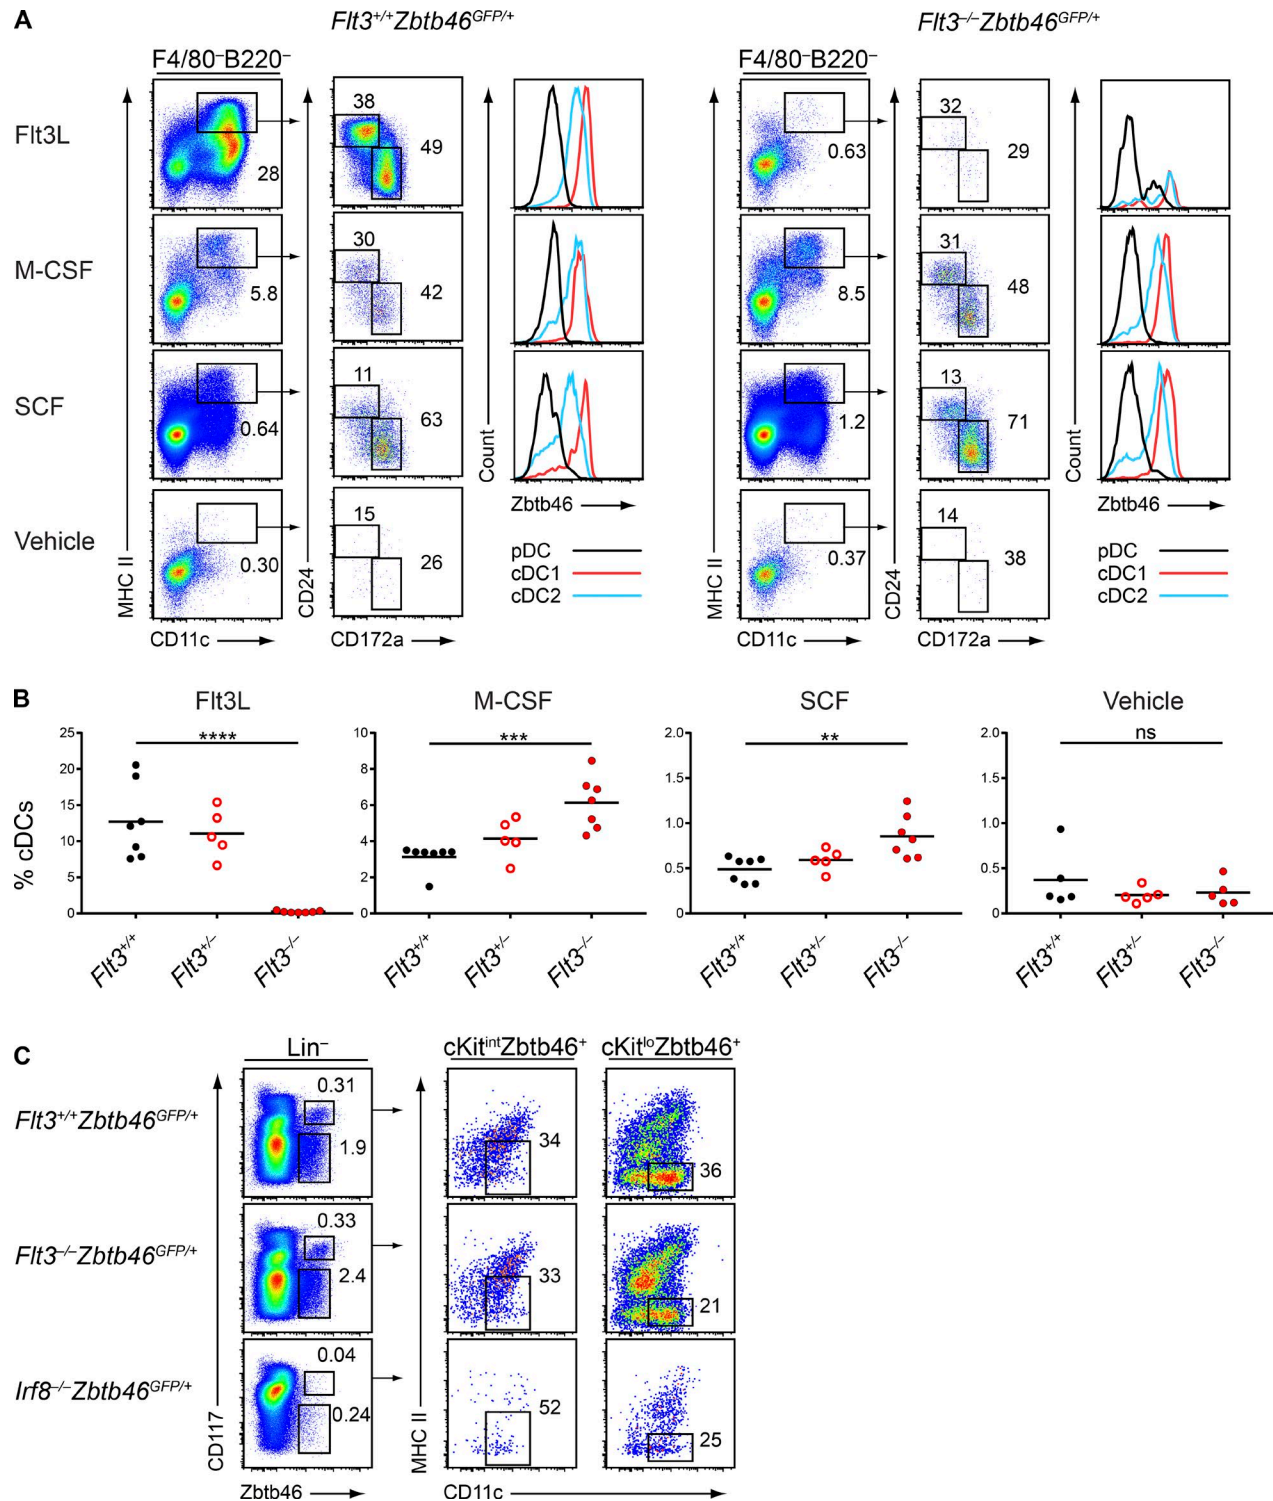 A
Flt3+/+Zbtb46GFP/+
Flt3–/–Zbtb46GFP/+
F4/80–B220–
F4/80–B220–
Flt3L
28
38
49
0.63
32
29
M-CSF
5.8
30
42
8.5
31
48
SCF
0.64
11
63
1.2
13
71
Vehicle
0.30
15
26
0.37
14
38
MHC II
CD24
Count
MHC II
CD24
Count
CD11c
CD172a
Zbtb46
pDC
cDC1
cDC2
CD11c
CD172a
Zbtb46
pDC
cDC1
cDC2
B
Flt3L
M-CSF
SCF
Vehicle
% cDCs
25
20
15
10
5
0
****
Flt3+/+
Flt3+/–
Flt3–/–
10
8
6
4
2
0
***
Flt3+/+
Flt3+/–
Flt3–/–
2.0
1.5
1.0
0.5
0
**
Flt3+/+
Flt3+/–
Flt3–/–
2.0
1.5
1.0
0.5
0
ns
Flt3+/+
Flt3+/–
Flt3–/–
C
Lin–
cKitintZbtb46+
cKitloZbtb46+
Flt3+/+Zbtb46GFP/+
0.31
1.9
34
36
Flt3–/–Zbtb46GFP/+
0.33
2.4
33
21
Irf8–/–Zbtb46GFP/+
0.04
0.24
52
25
CD117
MHC II
Zbtb46
CD11c